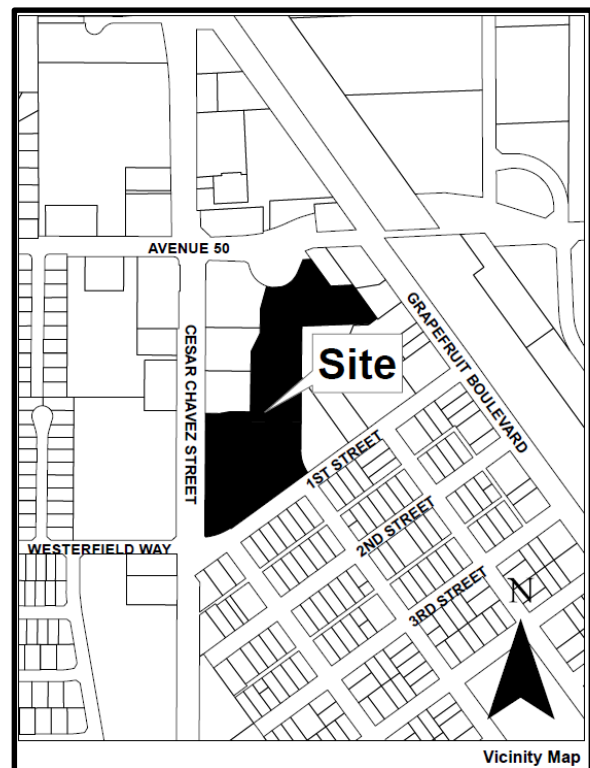 AVENUE 50
GRAPEFRUIT BOULEVARD
CESAR CHAVEZ STREET
Site
1ST STREET
2ND STREET
WESTERFIELD WAY
3RD STREET
N
Vicinity Map